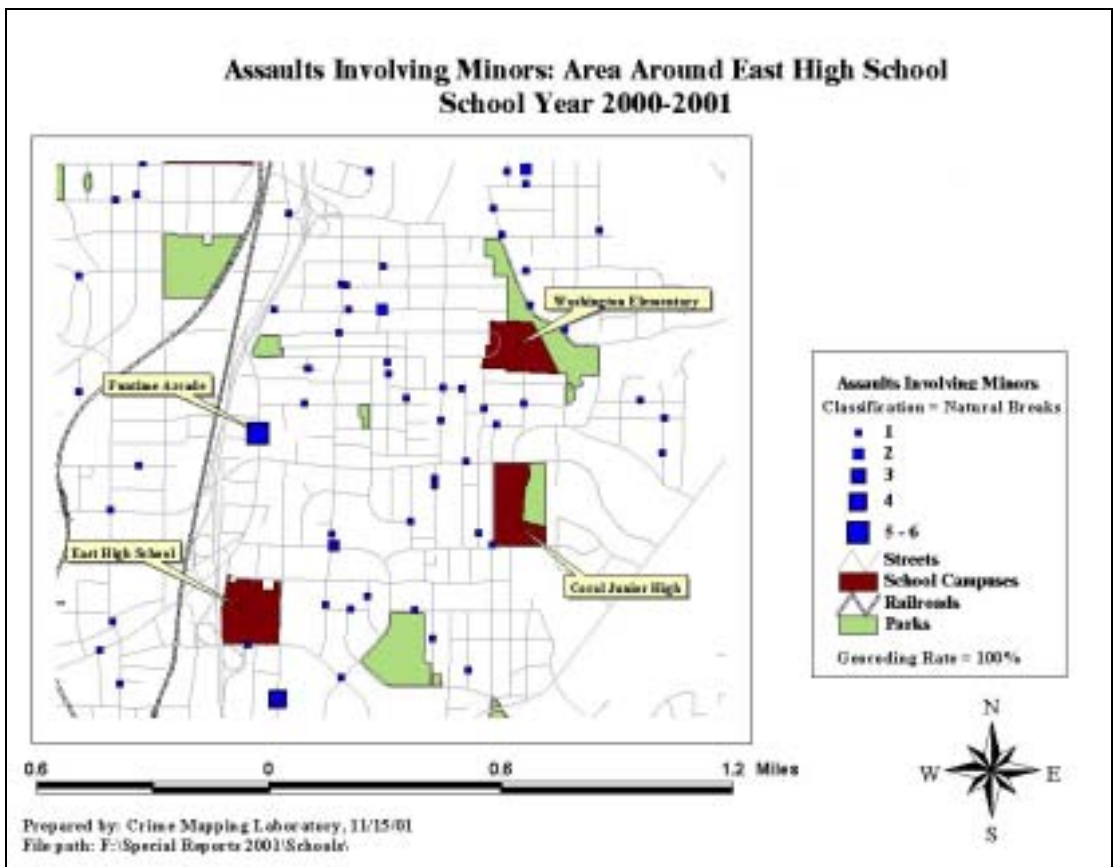 Assaults Involving Minors: Area Around East High School
School Year 2000-2001
Washington Elementary
Funtime Arcade
East High School
Coral Junior High
Assaults Involving Minors
Classification = Natural Breaks
1
2
3
4
5 - 6
Streets
School Campuses
Railroads
Parks
Geocoding Rate = 100%
N
W
E
S
0.6
0
0.6
1.2 Miles
Prepared by: Crime Mapping Laboratory, 11/15/01
File path: F:\Special Reports 2001\Schools\